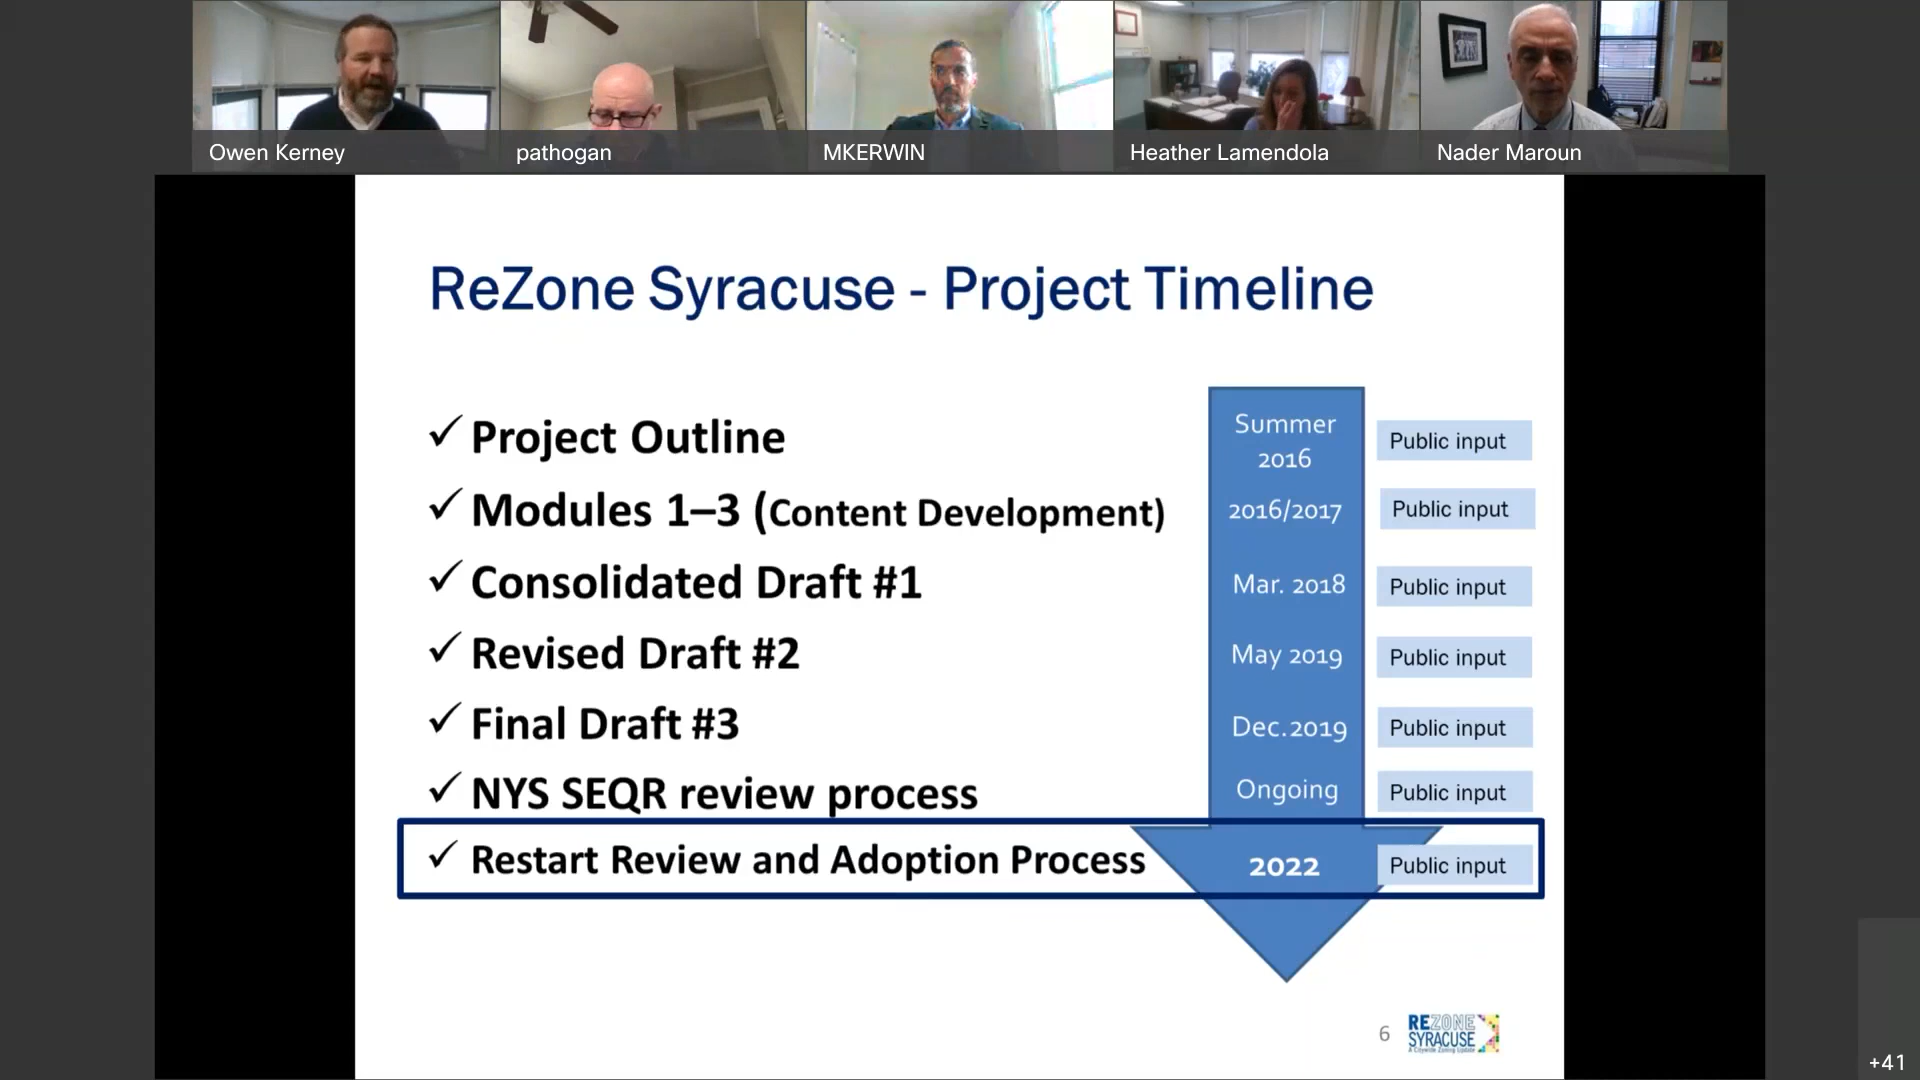 Owen Kerney
pathogan
MKERWIN
Heather Lamendola
Nader Maroun
ReZone Syracuse - Project Timeline
✓ Project Outline
Summer
2016
Public input
✓ Modules 1–3 (Content Development)
2016/2017
Public input
✓ Consolidated Draft #1
Mar. 2018
Public input
✓ Revised Draft #2
May 2019
Public input
✓ Final Draft #3
Dec.2019
Public input
✓ NYS SEQR review process
Ongoing
Public input
✓ Restart Review and Adoption Process
2022
Public input
6
REZONE
SYRACUSE
A Citywide Zoning Update
+41